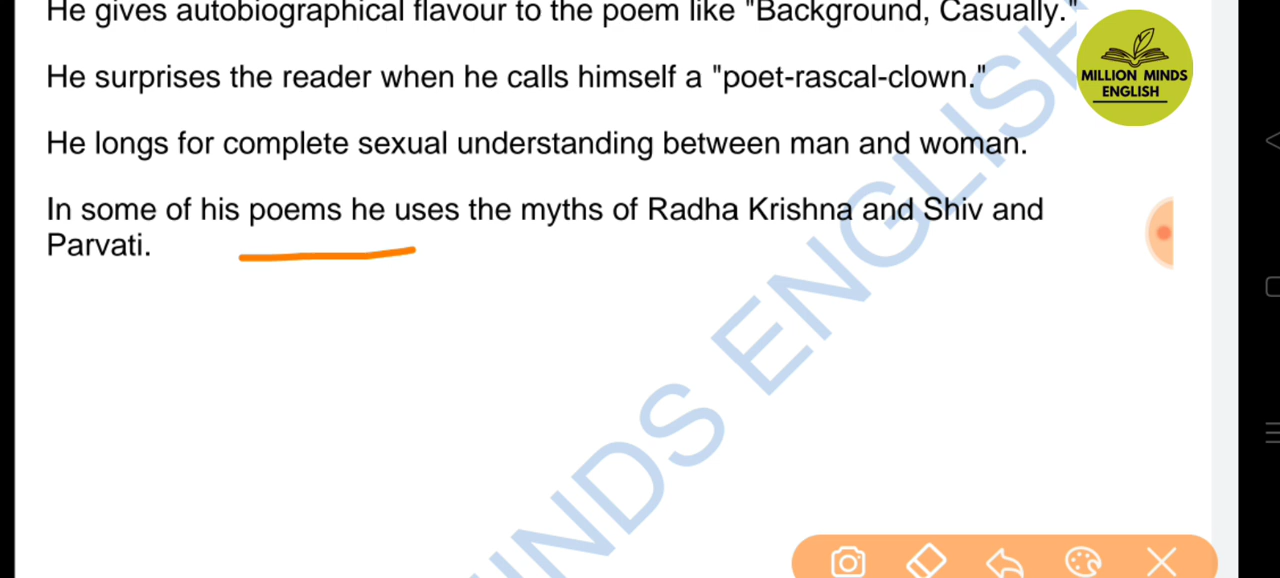 He gives autobiographical flavour to the poem like "Background, Casually."
He surprises the reader when he calls himself a "poet-rascal-clown."
He longs for complete sexual understanding between man and woman.
In some of his poems he uses the myths of Radha Krishna and Shiv and
Parvati.
MILLION MINDS
ENGLISH
INDS ENGLISH